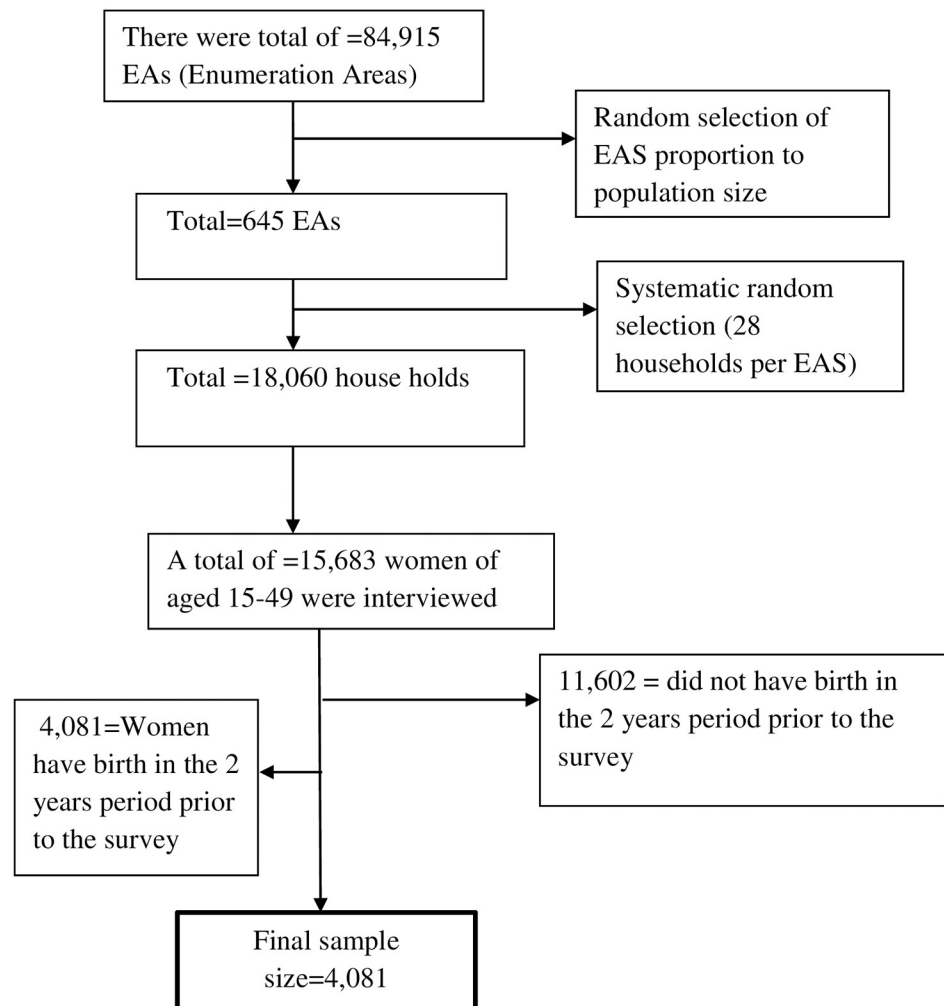 There were total of =84,915
EAs (Enumeration Areas)
Random selection of
EAS proportion to
population size
Total=645 EAs
Systematic random
selection (28
households per EAS)
Total =18,060 house holds
A total of =15,683 women of
aged 15-49 were interviewed
11,602 = did not have birth in
the 2 years period prior to the
survey
4,081=Women
have birth in the 2
years period prior
to the survey
Final sample
size=4,081